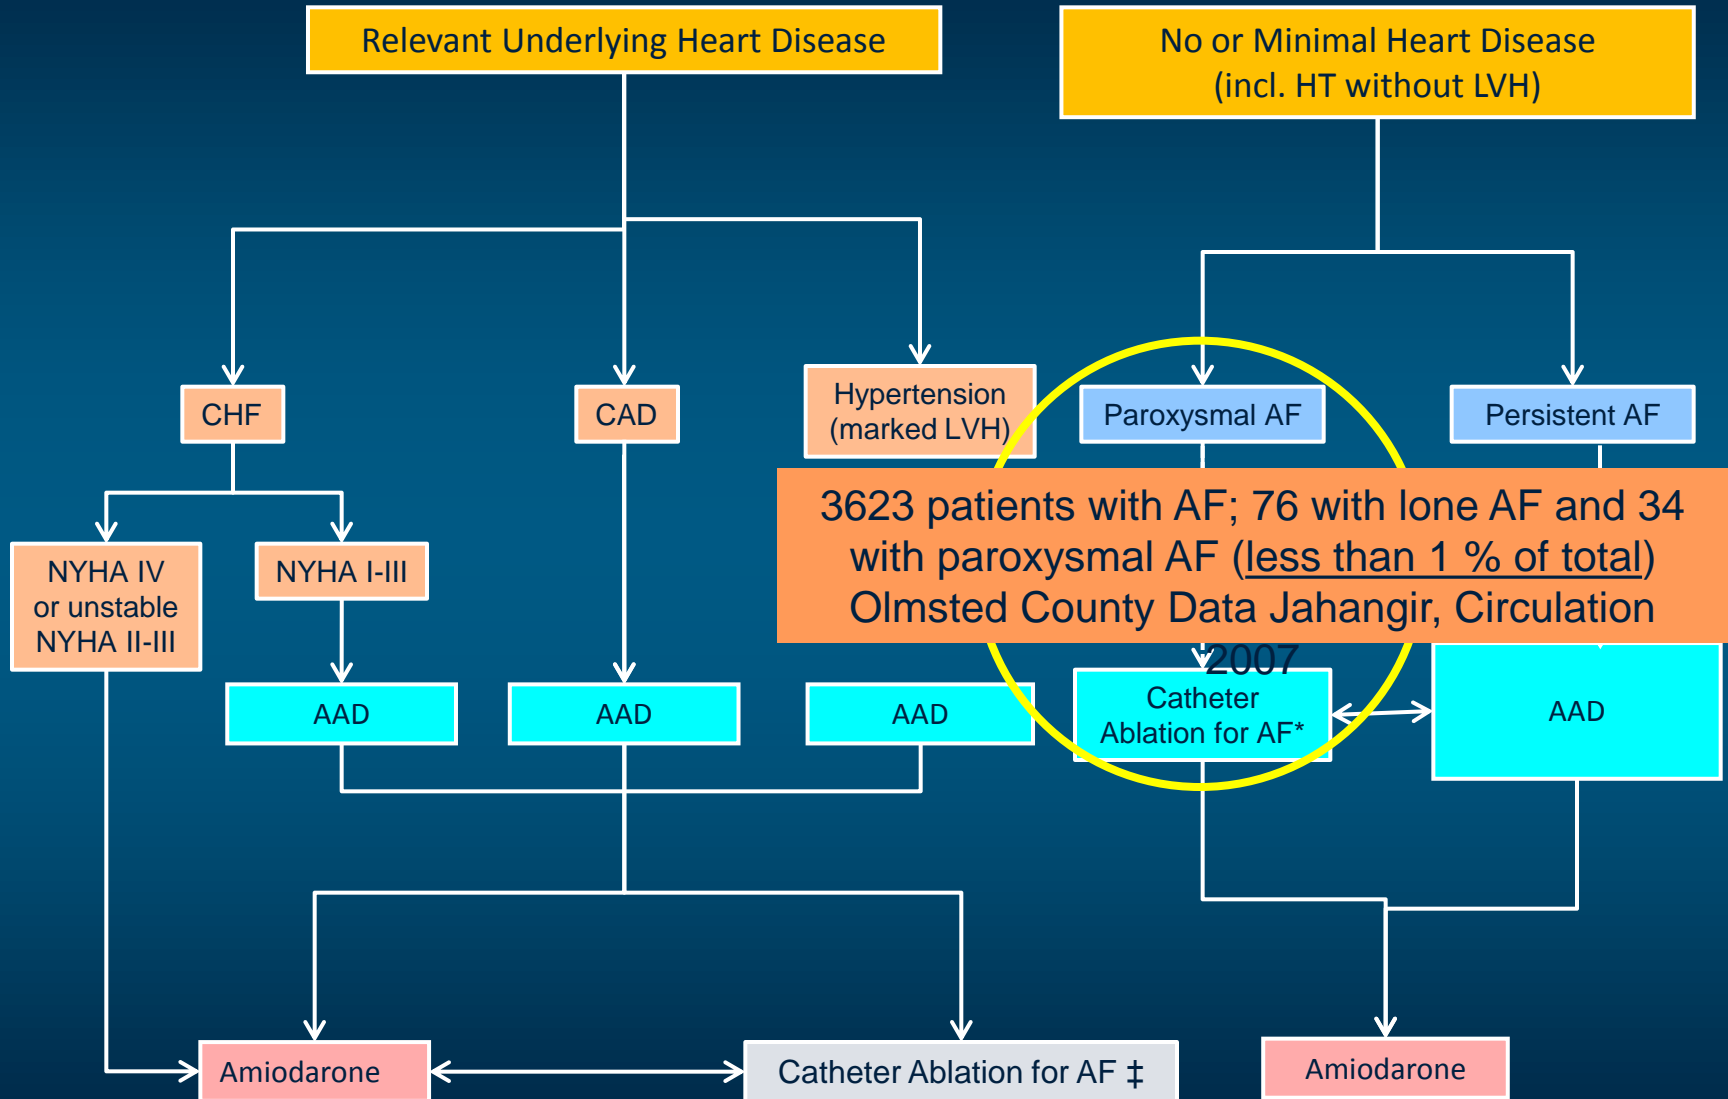 Relevant Underlying Heart Disease
No or Minimal Heart Disease
(incl. HT without LVH)
CHF
CAD
Hypertension
(marked LVH)
Paroxysmal AF
Persistent AF
3623 patients with AF; 76 with lone AF and 34
with paroxysmal AF (less than 1 % of total)
Olmsted County Data Jahangir, Circulation
2007
NYHA IV
or unstable
NYHA II-III
NYHA I-III
AAD
AAD
AAD
Catheter
Ablation for AF*
AAD
Amiodarone
Catheter Ablation for AF ‡
Amiodarone